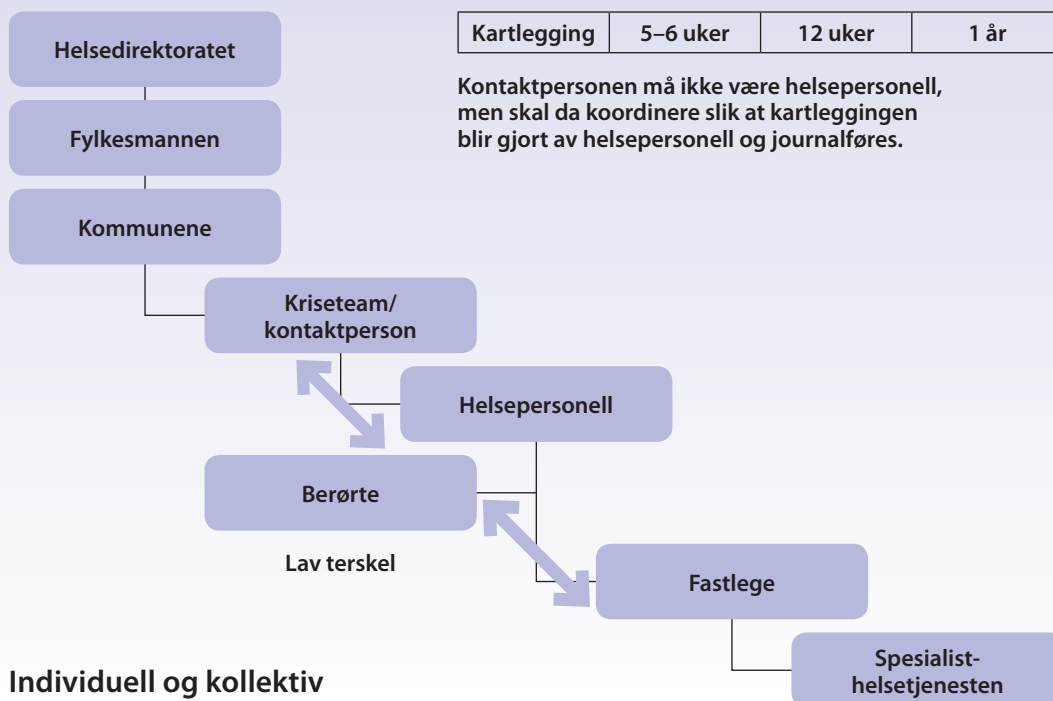 Helsedirektoratet
Fylkesmannen
Kommunene
Kartlegging 5–6 uker 12 uker 1 år
Kontaktpersonen må ikke være helsepersonell,
men skal da koordinere slik at kartleggingen
blir gjort av helsepersonell og journalføres.
Kriseteam/
kontaktperson
Helsepersonell
Berørte
Lav terskel
Fastlege
Spesialist-
helsetjenesten
Individuell og kollektiv